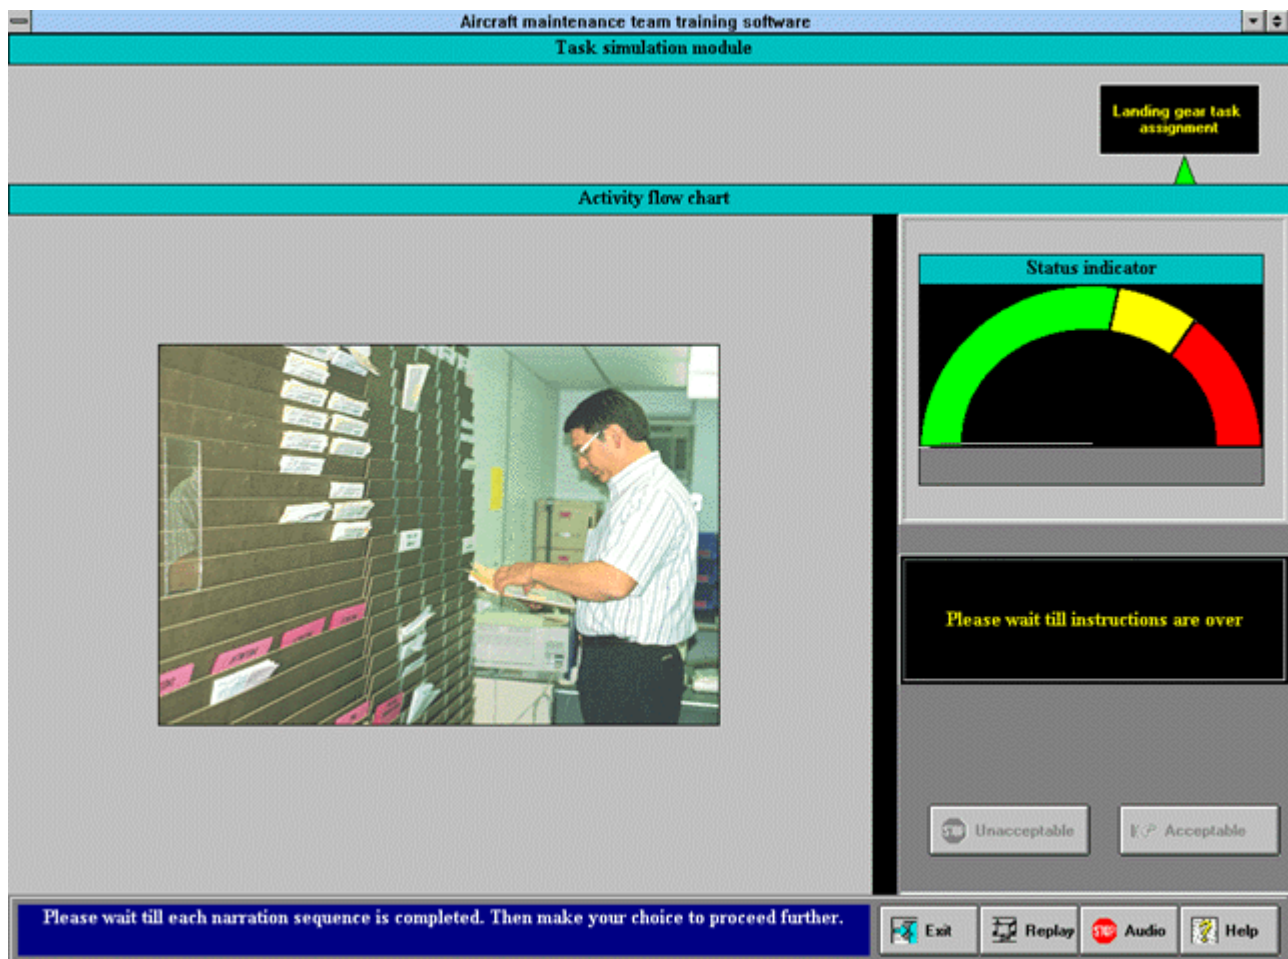 Aircraft maintenance team training software
Task simulation module
Landing gear task
assignment
Activity flow chart
Status indicator
Please wait till instructions are over
STOP Unacceptable
Acceptable
Please wait till each narration sequence is completed. Then make your choice to proceed further.
Exit
Replay
STOP Audio
Help